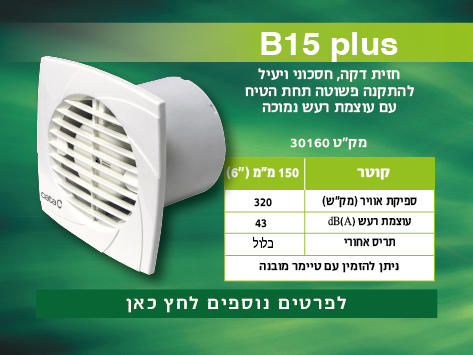 B15 plus
חזית דקה, חסכוני ויעיל
להתקנה פשוטה תחת הטיח
עם עוצמת רעש נמוכה
מק"ט 30160
קוטר 150 מ"מ ("6)
ספיקת אוויר (מק"ש) 320
עוצמת רעש dB(A) 43
תריס אחורי כלול
ניתן להזמין עם טיימר מובנה
cata
לפרטים נוספים לחץ כאן